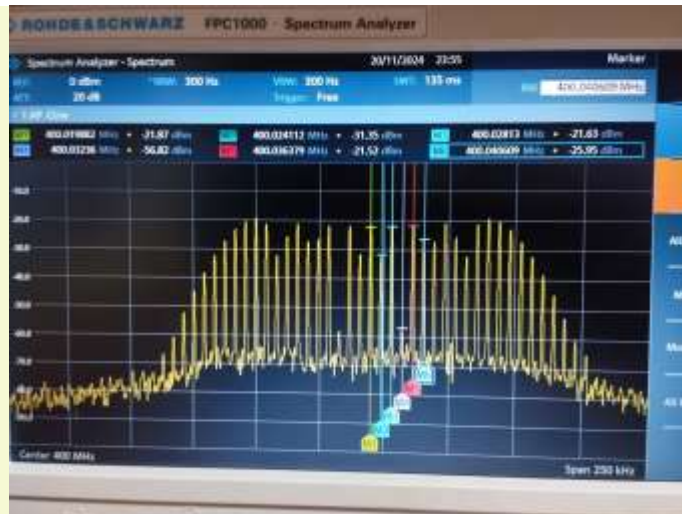 ROHDE&SCHWARZ FPC1000 · Spectrum Analyzer
Spectrum Analyzer - Spectrum 20/11/2024 23:55 Marker
0 dBm RBW: 300 Hz VBW: 300 Hz SWT: 135 ms 400.040609 MHz
20 dB Trigger: Free
400.019882 MHz -21.87 dBm 400.024112 MHz -31.35 dBm 400.02813 MHz -21.63 dBm
400.03236 MHz -56.82 dBm 400.036379 MHz -21.52 dBm 400.040609 MHz -25.95 dBm
Center 400 MHz Span 250 kHz